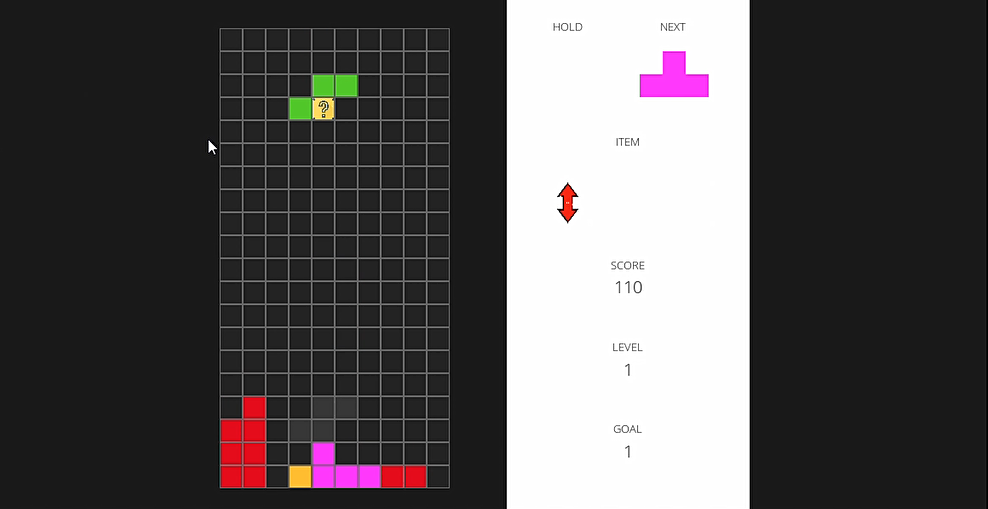 HOLD
NEXT
?
ITEM
SCORE
110
LEVEL
1
GOAL
1